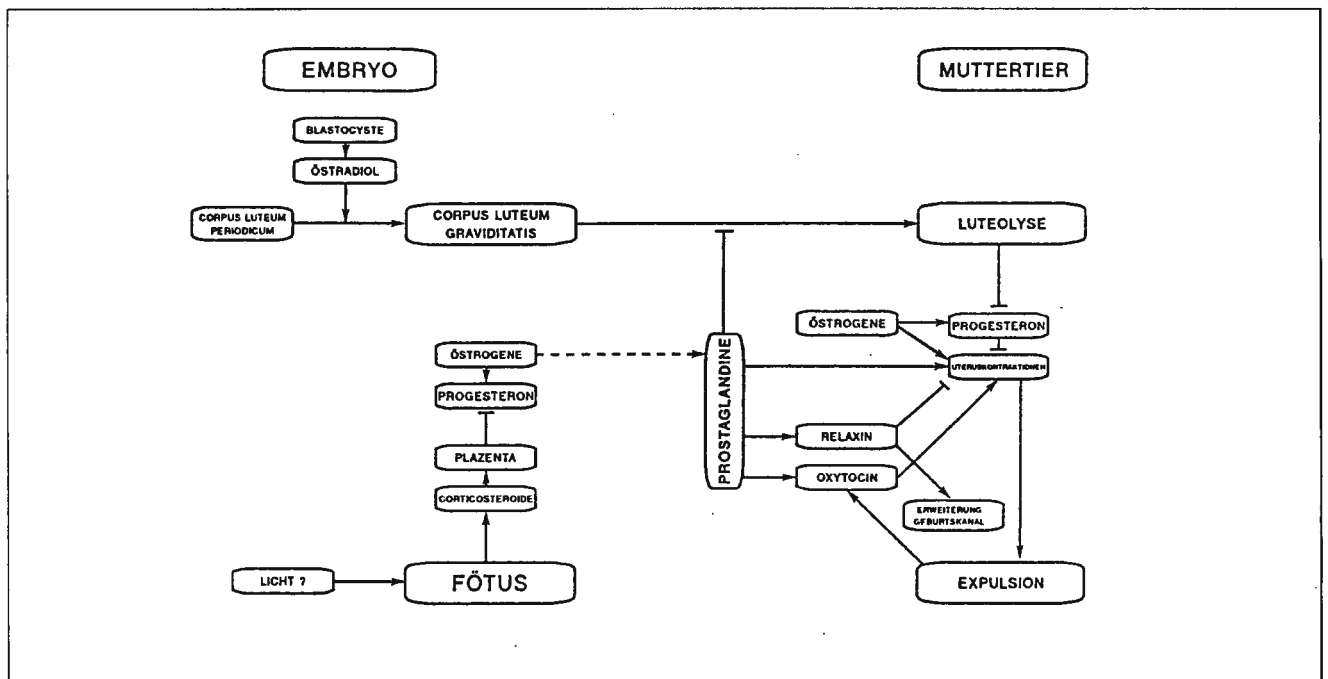 EMBRYO
MUTTERTIER
BLASTOCYSTE
ÖSTRADIOL
CORPUS LUTEUM
PERIODICUM
CORPUS LUTEUM
GRAVIDITATIS
LUTEOLYSE
ÖSTROGENE
PROGESTERON
UTERUSKONTRAKTIONEN
ÖSTROGENE
PROGESTERON
PROSTAGLANDINE
RELAXIN
PLAZENTA
OXYTOCIN
CORTICOSTEROIDE
ERWEITERUNG
GEBURTSKANAL
LICHT ?
FÖTUS
EXPULSION